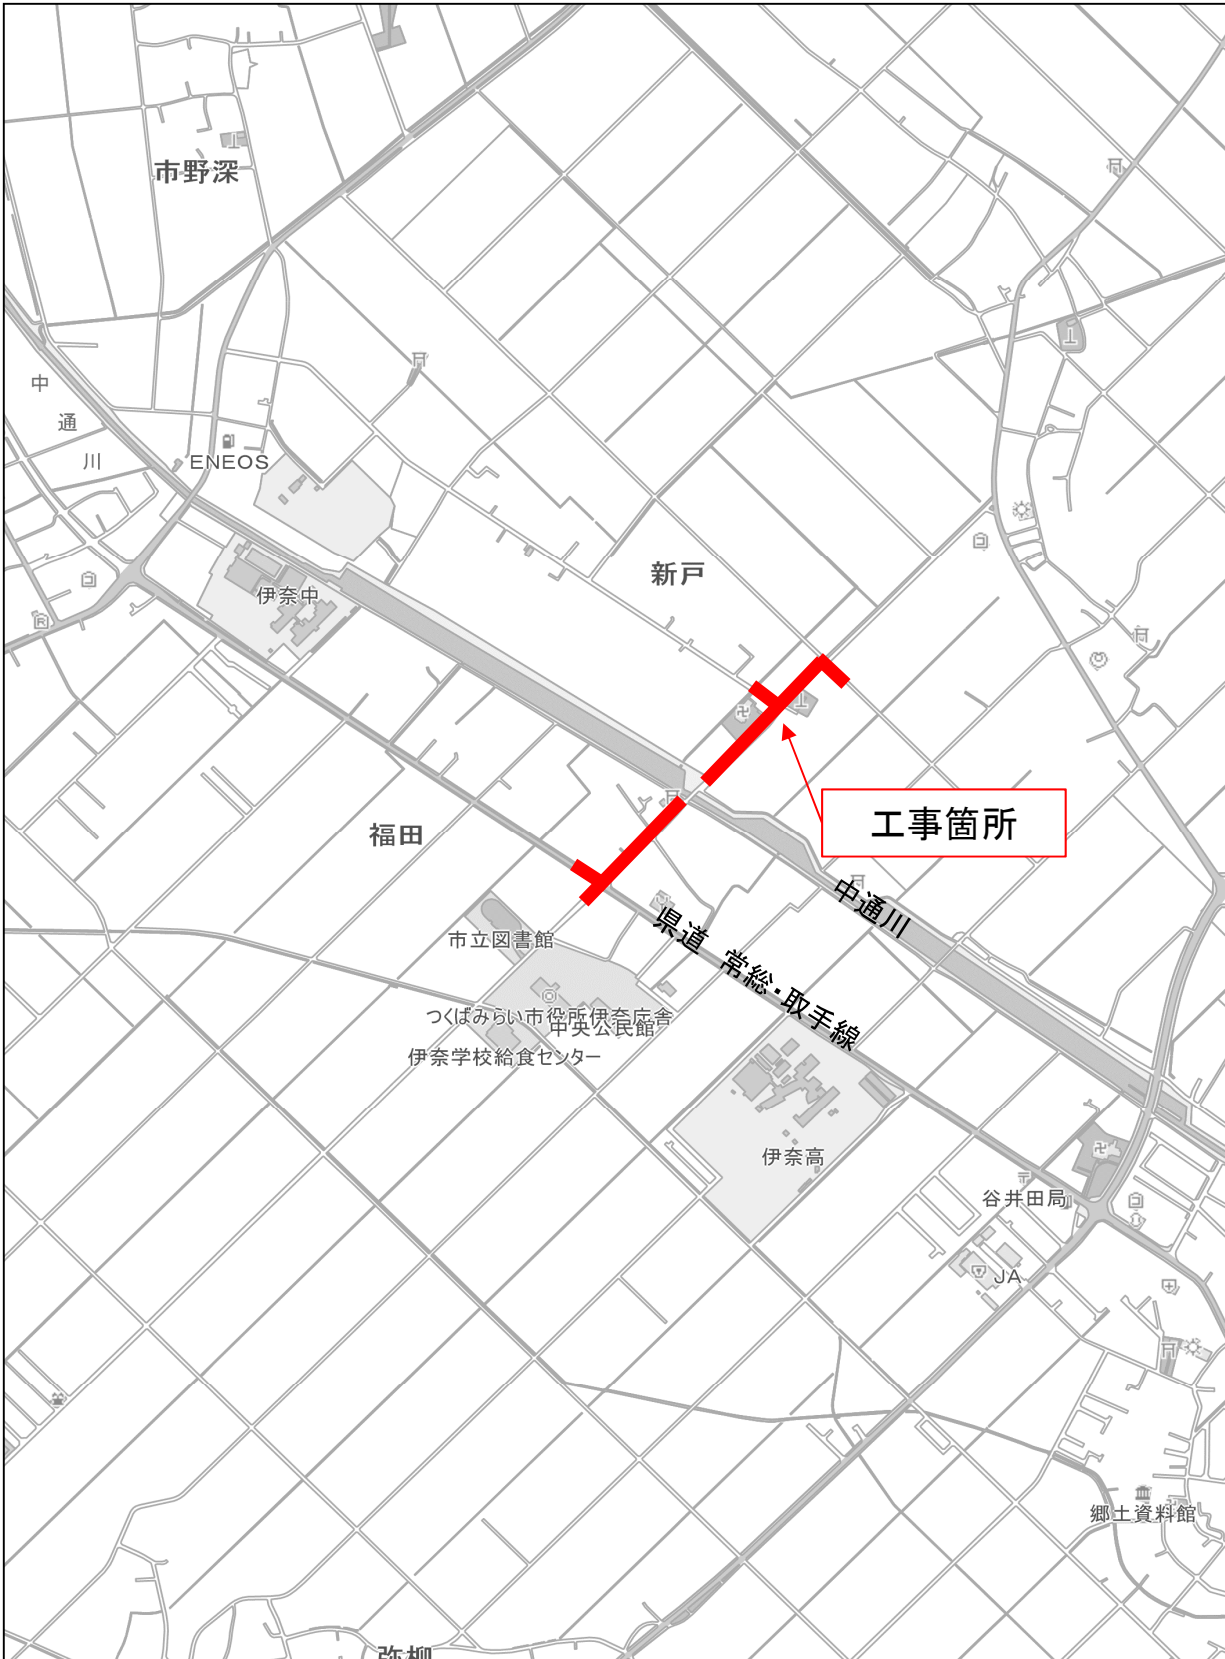 市野深
中通川
ENEOS
伊奈中
新戸
工事箇所
福田
中通川
県道 常総・取手線
市立図書館
つくばみらい市役所伊奈庁舎
中央公民館
伊奈学校給食センター
伊奈高
谷井田局
JA
郷土資料館
弥柳